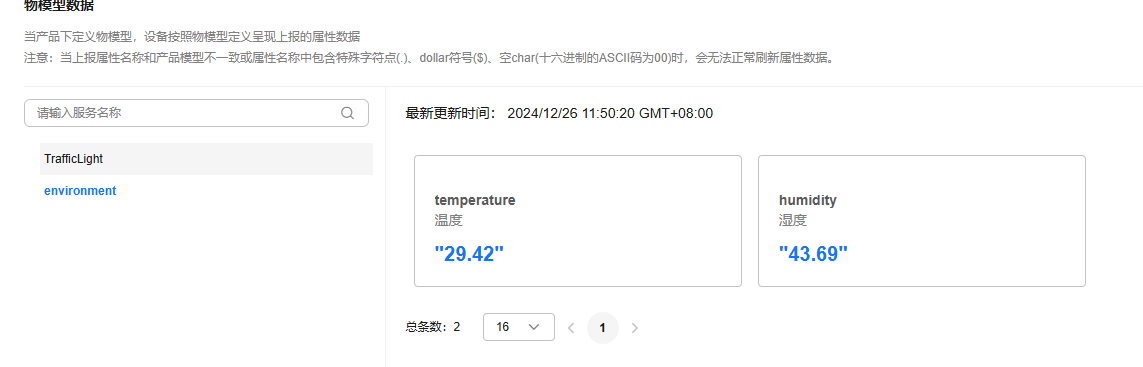 物模型数据
当产品下定义物模型，设备按照物模型定义呈现上报的属性数据
注意：当上报属性名称和产品模型不一致或属性名称中包含特殊字符点(.)、dollar符号($)、空char(十六进制的ASCII码为00)时，会无法正常刷新属性数据。
请输入服务名称
TrafficLight
environment
最新更新时间： 2024/12/26 11:50:20 GMT+08:00
temperature
温度
"29.42"
humidity
湿度
"43.69"
总条数：2 16 1